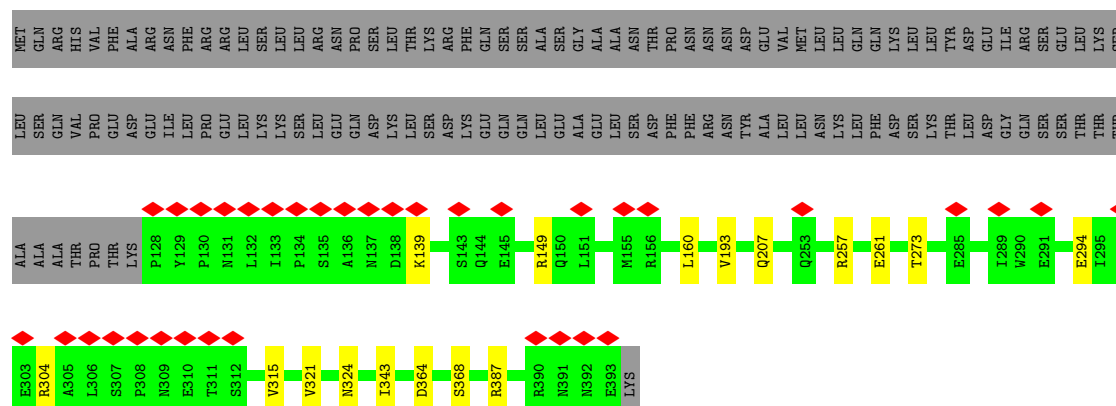 MET GLN ARG HIS VAL PHE ALA ARG ASN PHE ARG ARG LEU SER LEU LEU ARG ASN PRO SER LEU THR LYS ARG PHE GLN SER SER ALA SER GLY ALA ALA ASN THR PRO ASN ASN ASN ASP GLU VAL MET LEU LEU GLN GLN LYS LEU LEU TYR ASP GLU ILE ARG SER GLU LEU LYS
LEU SER GLN VAL PRO GLU ASP GLU ILE LEU PRO GLU LEU LYS LYS SER LEU GLU GLN ASP LYS LEU SER ASP LYS GLU GLN GLN LEU GLU ALA GLU LEU SER ASP PHE PHE ARG ASN TYR ALA LEU LEU ASN LYS LEU PHE ASP SER LYS THR LEU ASP GLY GLN SER SER THR THR
ALA ALA ALA THR PRO THR LYS P128 Y129 P130 N131 L132 I133 P134 S135 A136 N137 D138 K139 S143 Q144 E145 R149 Q150 L151 M155 R156 L160 V193 Q207 Q253 R257 E261 T273 E285 I289 W290 E291 E294 I295
E303 R304 A305 L306 S307 P308 N309 E310 T311 S312 V315 V321 N324 I343 D364 S368 R387 R390 N391 N392 E393 LYS